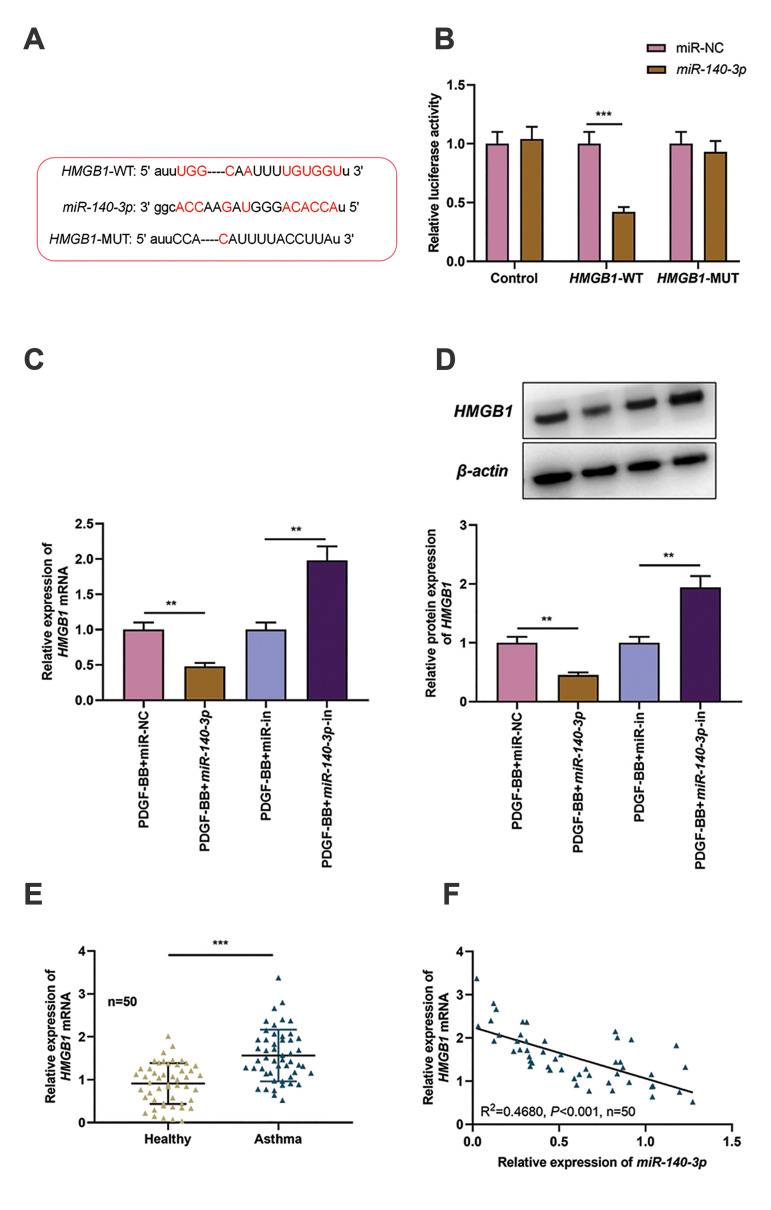 A
HMGB1-WT: 5' auuUGG----CAAUUUUGUGGUu 3'
miR-140-3p: 3' ggcACCAAGAUGGGACACCAu 5'
HMGB1-MUT: 5' auuCCA----CAUUUUACCUUAu 3'
B
miR-NC
miR-140-3p
Relative luciferase activity
1.5
1.0
0.5
0.0
***
Control
HMGB1-WT
HMGB1-MUT
C
Relative expression of
HMGB1 mRNA
2.5
2.0
1.5
1.0
0.5
0.0
**
**
PDGF-BB+miR-NC
PDGF-BB+miR-140-3p
PDGF-BB+miR-in
PDGF-BB+miR-140-3p-in
D
HMGB1
β-actin
Relative protein expression
of HMGB1
3
2
1
0
**
**
PDGF-BB+miR-NC
PDGF-BB+miR-140-3p
PDGF-BB+miR-in
PDGF-BB+miR-140-3p-in
E
Relative expression of
HMGB1 mRNA
4
3
2
1
0
n=50
***
Healthy
Asthma
F
Relative expression of
HMGB1 mRNA
4
3
2
1
0
R²=0.4680, P<0.001, n=50
0.0
0.5
1.0
1.5
Relative expression of miR-140-3p